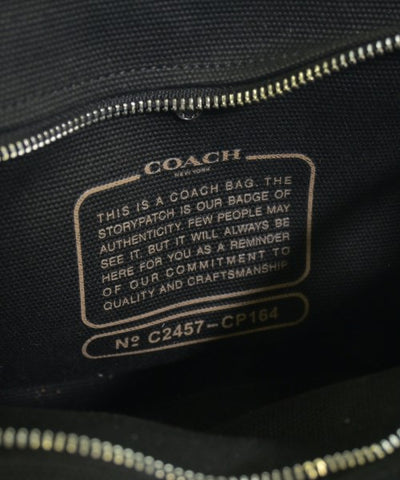 COACH
NEW YORK
THIS IS A COACH BAG. THE
STORYPATCH IS OUR BADGE OF
AUTHENTICITY. FEW PEOPLE MAY
SEE IT. BUT IT WILL ALWAYS BE
HERE FOR YOU AS A REMINDER
OF OUR COMMITMENT TO
QUALITY AND CRAFTSMANSHIP.
Nº C2457-CP164